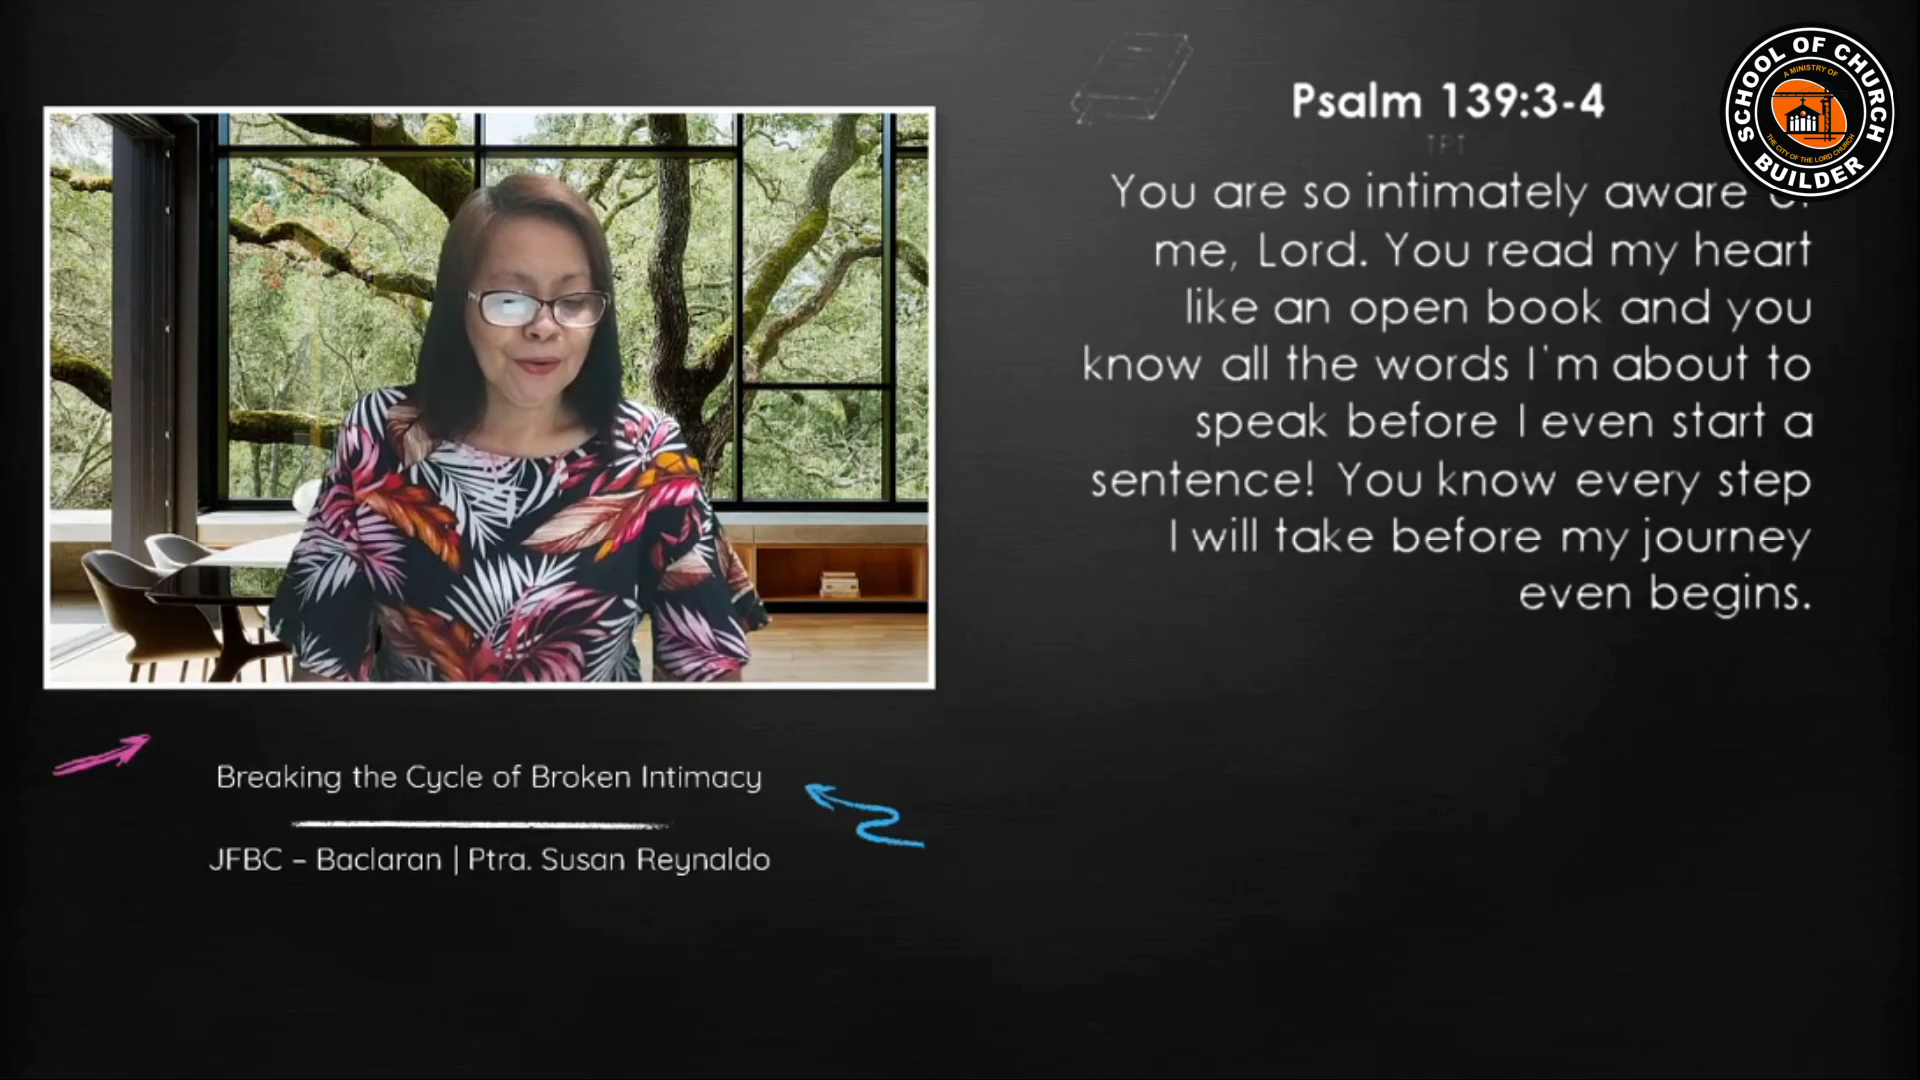 Psalm 139:3-4
TPT
You are so intimately aware of
me, Lord. You read my heart
like an open book and you
know all the words I'm about to
speak before I even start a
sentence! You know every step
I will take before my journey
even begins.
SCHOOL OF CHURCH
BUILDER
A MINISTRY OF
THE CITY OF THE LORD CHURCH
Breaking the Cycle of Broken Intimacy
JFBC – Baclaran | Ptra. Susan Reynaldo